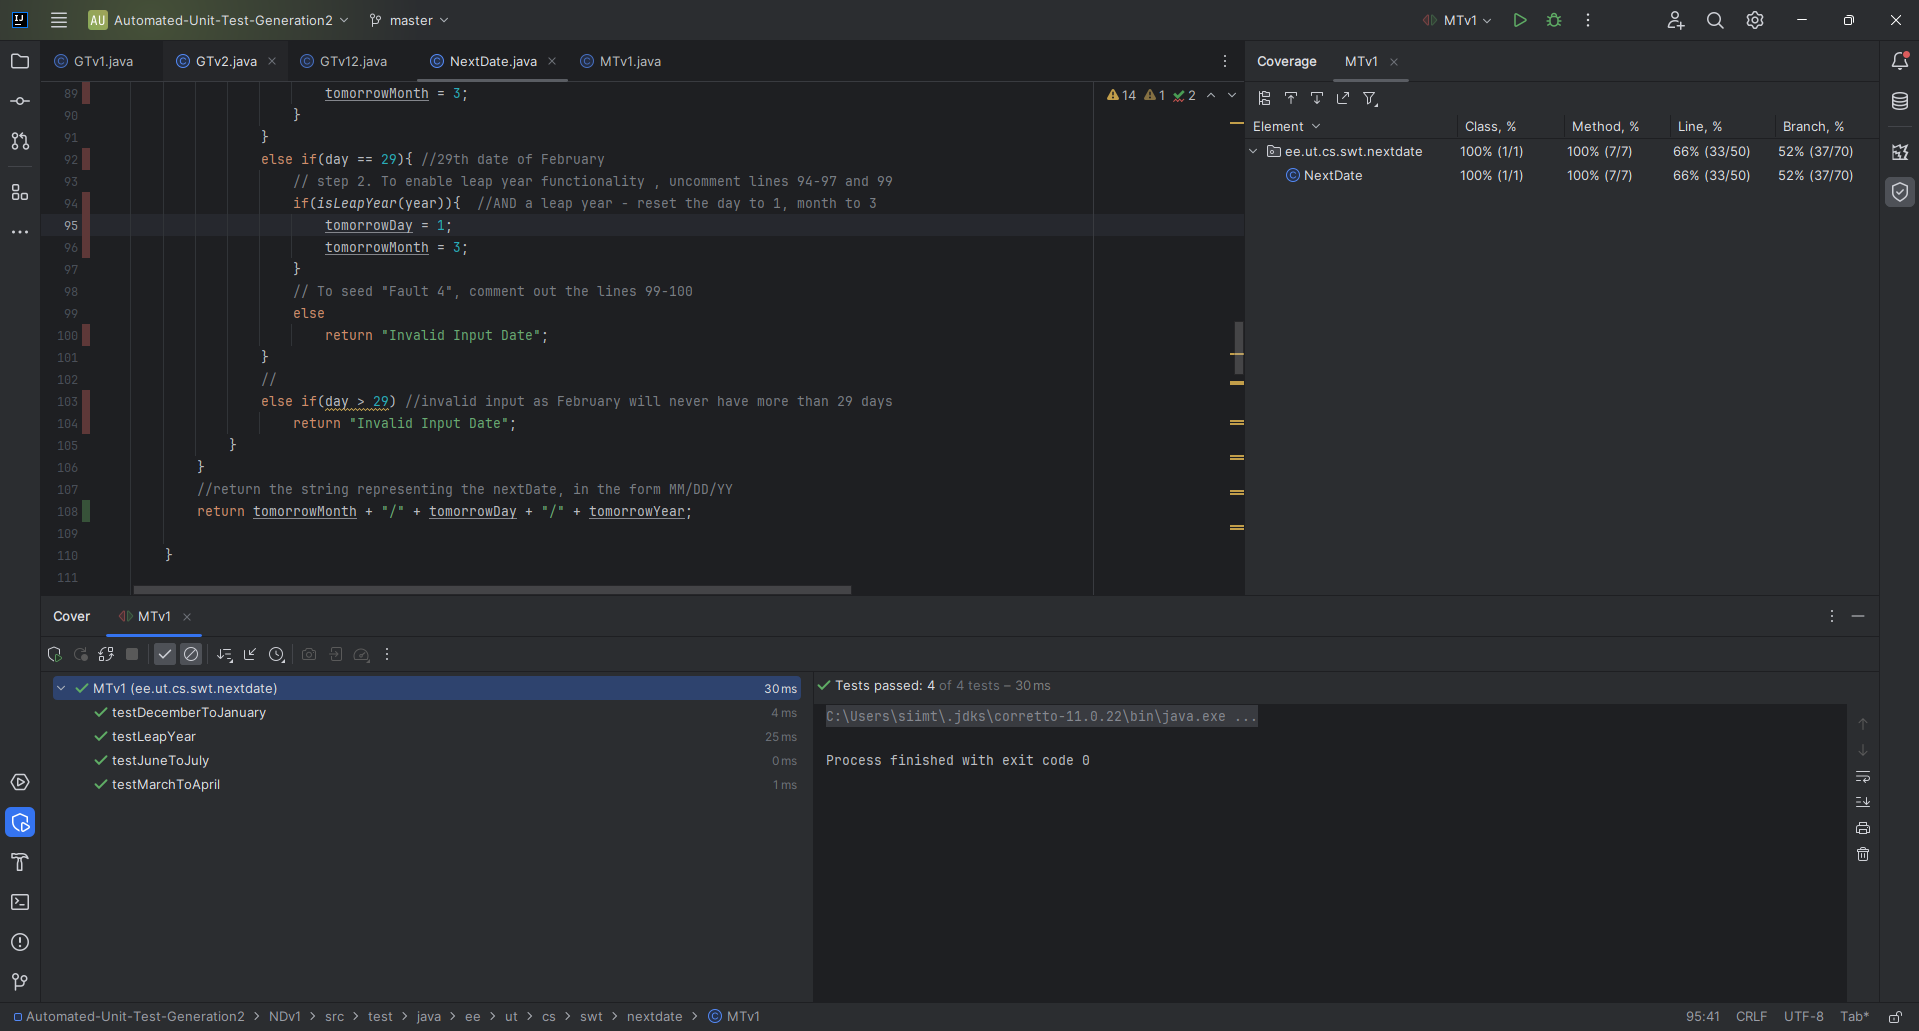 AU Automated-Unit-Test-Generation2 master MTv1
GTv1.java GTv2.java GTv12.java NextDate.java MTv1.java
14 1 2
89 tomorrowMonth = 3;
90 }
91 }
92 else if(day == 29){ //29th date of February
93 // step 2. To enable leap year functionality , uncomment lines 94-97 and 99
94 if(isLeapYear(year)){ //AND a leap year - reset the day to 1, month to 3
95 tomorrowDay = 1;
96 tomorrowMonth = 3;
97 }
98 // To seed "Fault 4", comment out the lines 99-100
99 else
100 return "Invalid Input Date";
101 }
102 //
103 else if(day > 29) //invalid input as February will never have more than 29 days
104 return "Invalid Input Date";
105 }
106 }
107 //return the string representing the nextDate, in the form MM/DD/YY
108 return tomorrowMonth + "/" + tomorrowDay + "/" + tomorrowYear;
109
110 }
111
Coverage MTv1
Element Class, % Method, % Line, % Branch, %
ee.ut.cs.swt.nextdate 100% (1/1) 100% (7/7) 66% (33/50) 52% (37/70)
NextDate 100% (1/1) 100% (7/7) 66% (33/50) 52% (37/70)
Cover MTv1
MTv1 (ee.ut.cs.swt.nextdate) 30 ms
testDecemberToJanuary 4 ms
testLeapYear 25 ms
testJuneToJuly 0 ms
testMarchToApril 1 ms
Tests passed: 4 of 4 tests – 30 ms
C:\Users\siimt\.jdks\corretto-11.0.22\bin\java.exe ...
Process finished with exit code 0
Automated-Unit-Test-Generation2 > NDv1 > src > test > java > ee > ut > cs > swt > nextdate > MTv1
95:41 CRLF UTF-8 Tab*